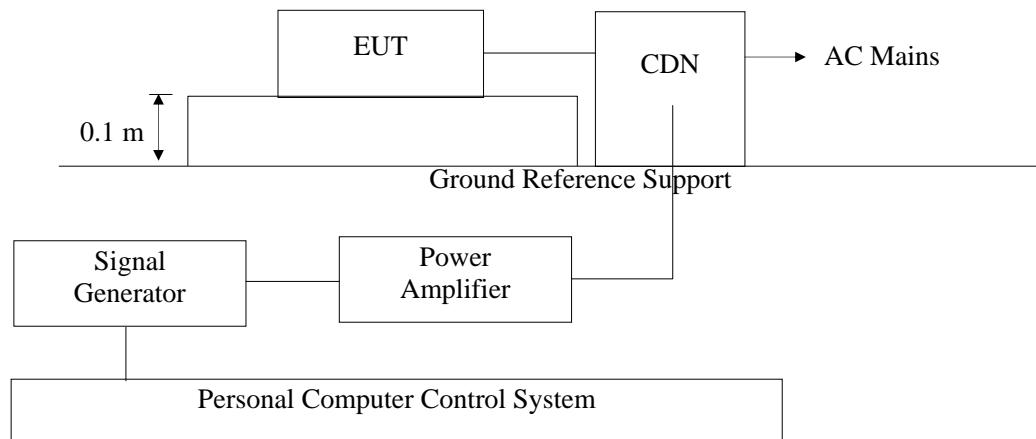 EUT
CDN
AC Mains
0.1 m
Ground Reference Support
Signal
Generator
Power
Amplifier
Personal Computer Control System